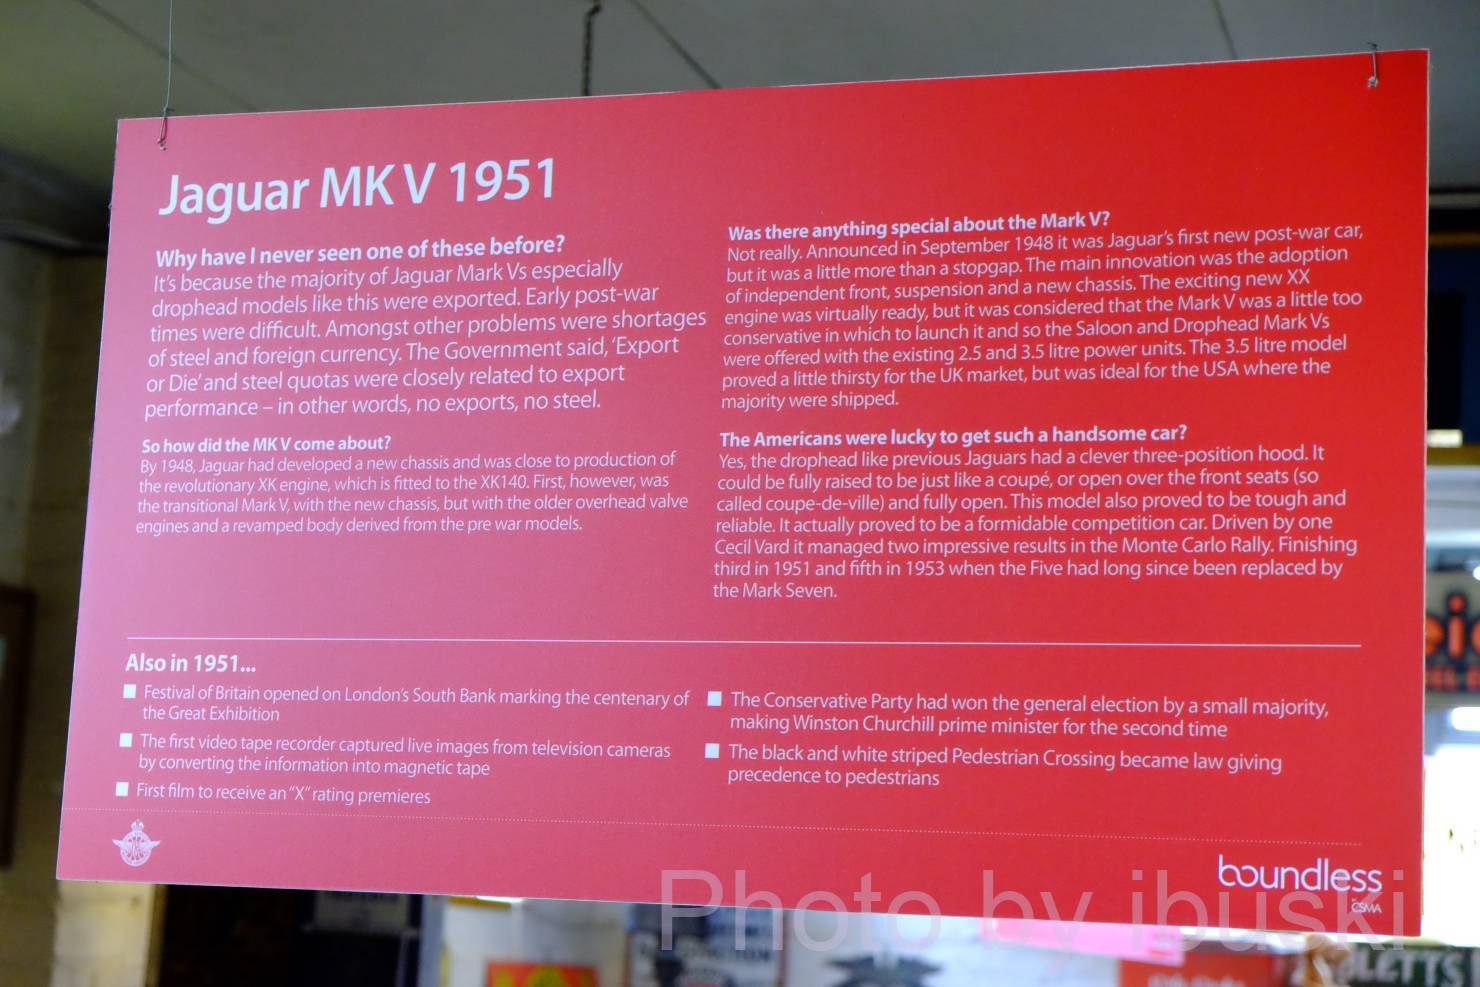 Jaguar MK V 1951
Why have I never seen one of these before?
It's because the majority of Jaguar Mark Vs especially
drophead models like this were exported. Early post-war
times were difficult. Amongst other problems were shortages
of steel and foreign currency. The Government said, 'Export
or Die' and steel quotas were closely related to export
performance – in other words, no exports, no steel.
So how did the MK V come about?
By 1948, Jaguar had developed a new chassis and was close to production of
the revolutionary XK engine, which is fitted to the XK140. First, however, was
the transitional Mark V, with the new chassis, but with the older overhead valve
engines and a revamped body derived from the pre war models.
Was there anything special about the Mark V?
Not really. Announced in September 1948 it was Jaguar's first new post-war car,
but it was a little more than a stopgap. The main innovation was the adoption
of independent front, suspension and a new chassis. The exciting new XX
engine was virtually ready, but it was considered that the Mark V was a little too
conservative in which to launch it and so the Saloon and Drophead Mark Vs
were offered with the existing 2.5 and 3.5 litre power units. The 3.5 litre model
proved a little thirsty for the UK market, but was ideal for the USA where the
majority were shipped.
The Americans were lucky to get such a handsome car?
Yes, the drophead like previous Jaguars had a clever three-position hood. It
could be fully raised to be just like a coupé, or open over the front seats (so
called coupe-de-ville) and fully open. This model also proved to be tough and
reliable. It actually proved to be a formidable competition car. Driven by one
Cecil Vard it managed two impressive results in the Monte Carlo Rally. Finishing
third in 1951 and fifth in 1953 when the Five had long since been replaced by
the Mark Seven.
Also in 1951...
Festival of Britain opened on London's South Bank marking the centenary of
the Great Exhibition
The first video tape recorder captured live images from television cameras
by converting the information into magnetic tape
First film to receive an "X" rating premieres
The Conservative Party had won the general election by a small majority,
making Winston Churchill prime minister for the second time
The black and white striped Pedestrian Crossing became law giving
precedence to pedestrians
boundless
CSMA
Photo by ibuski